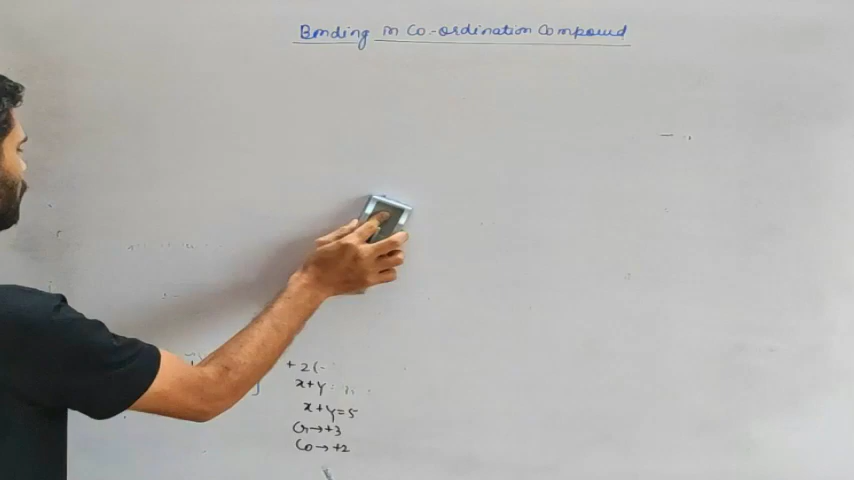 Bonding in Co-ordination Compound
+2(-
x+y=
x+y=5
Cr→+3
Co→+2